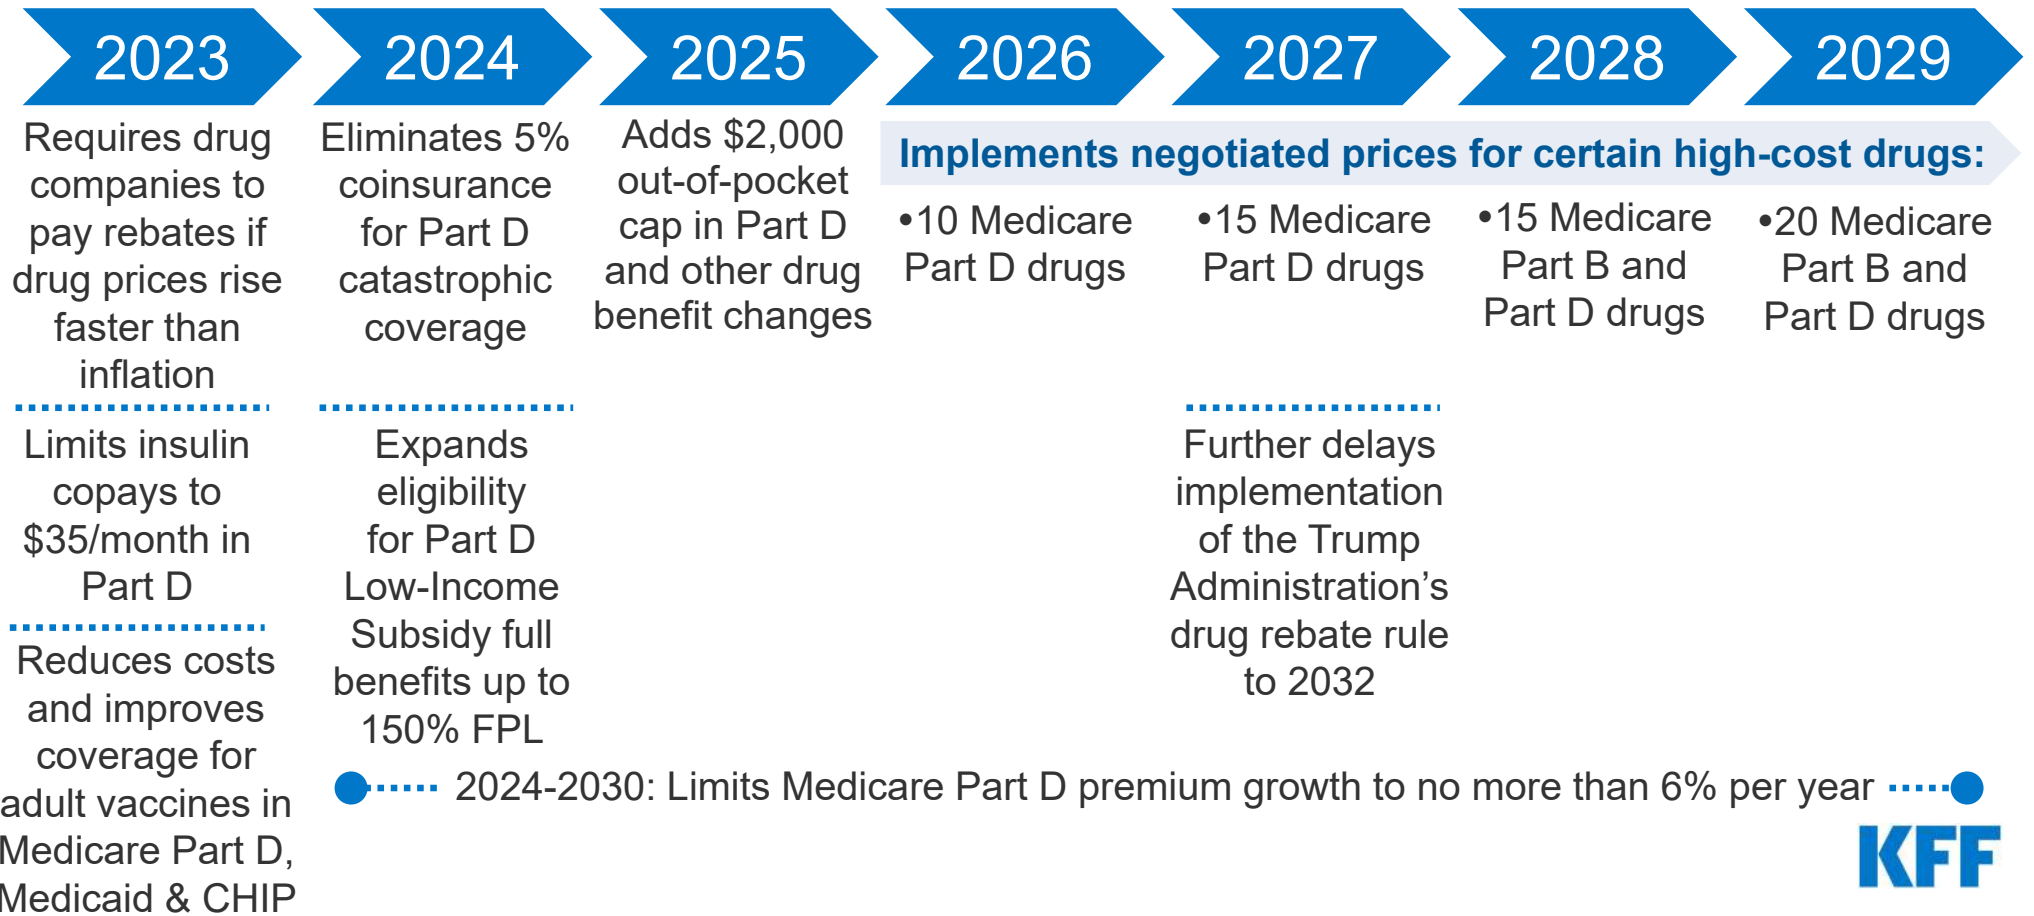 2023
2024
2025
2026
2027
2028
2029
Requires drug
companies to
pay rebates if
drug prices rise
faster than
inflation
Limits insulin
copays to
$35/month in
Part D
Reduces costs
and improves
coverage for
adult vaccines in
Medicare Part D,
Medicaid & CHIP
Eliminates 5%
coinsurance
for Part D
catastrophic
coverage
Expands
eligibility
for Part D
Low-Income
Subsidy full
benefits up to
150% FPL
Adds $2,000
out-of-pocket
cap in Part D
and other drug
benefit changes
Implements negotiated prices for certain high-cost drugs:
•10 Medicare
Part D drugs
•15 Medicare
Part D drugs
Further delays
implementation
of the Trump
Administration’s
drug rebate rule
to 2032
•15 Medicare
Part B and
Part D drugs
•20 Medicare
Part B and
Part D drugs
2024-2030: Limits Medicare Part D premium growth to no more than 6% per year
KFF